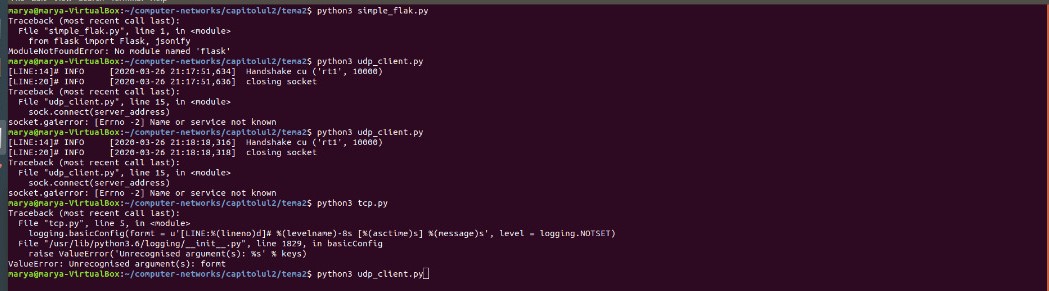 marya@marya-VirtualBox:~/computer-networks/capitolul2/tema2$ python3 simple_flak.py
Traceback (most recent call last):
  File "simple_flak.py", line 1, in <module>
    from flask import Flask, jsonify
ModuleNotFoundError: No module named 'flask'
marya@marya-VirtualBox:~/computer-networks/capitolul2/tema2$ python3 udp_client.py
[LINE:14]# INFO     [2020-03-26 21:17:51,634]  Handshake cu ('rt1', 10000)
[LINE:20]# INFO     [2020-03-26 21:17:51,636]  closing socket
Traceback (most recent call last):
  File "udp_client.py", line 15, in <module>
    sock.connect(server_address)
socket.gaierror: [Errno -2] Name or service not known
marya@marya-VirtualBox:~/computer-networks/capitolul2/tema2$ python3 udp_client.py
[LINE:14]# INFO     [2020-03-26 21:18:18,316]  Handshake cu ('rt1', 10000)
[LINE:20]# INFO     [2020-03-26 21:18:18,318]  closing socket
Traceback (most recent call last):
  File "udp_client.py", line 15, in <module>
    sock.connect(server_address)
socket.gaierror: [Errno -2] Name or service not known
marya@marya-VirtualBox:~/computer-networks/capitolul2/tema2$ python3 tcp.py
Traceback (most recent call last):
  File "tcp.py", line 5, in <module>
    logging.basicConfig(formt = u'[LINE:%(lineno)d]# %(levelname)-8s [%(asctime)s] %(message)s', level = logging.NOTSET)
  File "/usr/lib/python3.6/logging/__init__.py", line 1829, in basicConfig
    raise ValueError('Unrecognised argument(s): %s' % keys)
ValueError: Unrecognised argument(s): formt
marya@marya-VirtualBox:~/computer-networks/capitolul2/tema2$ python3 udp_client.py